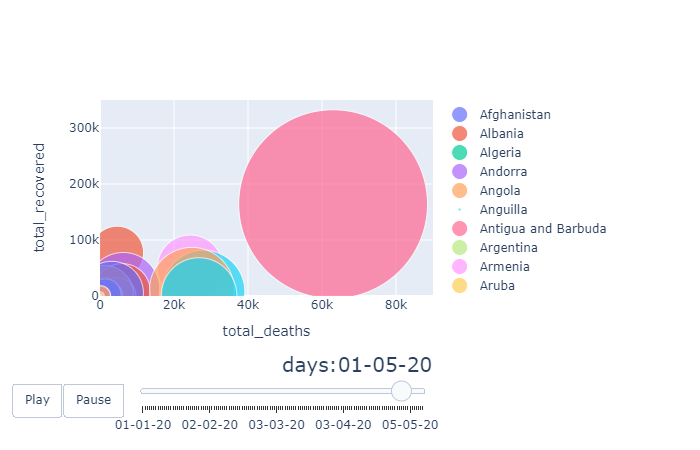 total_recovered
300k
200k
100k
0
0
20k
40k
60k
80k
total_deaths
Afghanistan
Albania
Algeria
Andorra
Angola
Anguilla
Antigua and Barbuda
Argentina
Armenia
Aruba
days:01-05-20
Play
Pause
01-01-20
02-02-20
03-03-20
03-04-20
05-05-20